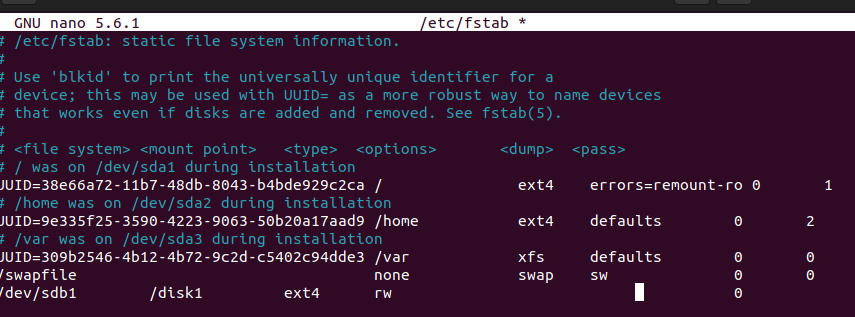 GNU nano 5.6.1 /etc/fstab *
# /etc/fstab: static file system information.
#
# Use 'blkid' to print the universally unique identifier for a
# device; this may be used with UUID= as a more robust way to name devices
# that works even if disks are added and removed. See fstab(5).
#
# <file system> <mount point> <type> <options> <dump> <pass>
# / was on /dev/sda1 during installation
UUID=38e66a72-11b7-48db-8043-b4bde929c2ca / ext4 errors=remount-ro 0 1
# /home was on /dev/sda2 during installation
UUID=9e335f25-3590-4223-9063-50b20a17aad9 /home ext4 defaults 0 2
# /var was on /dev/sda3 during installation
UUID=309b2546-4b12-4b72-9c2d-c5402c94dde3 /var xfs defaults 0 0
/swapfile none swap sw 0 0
/dev/sdb1 /disk1 ext4 rw 0